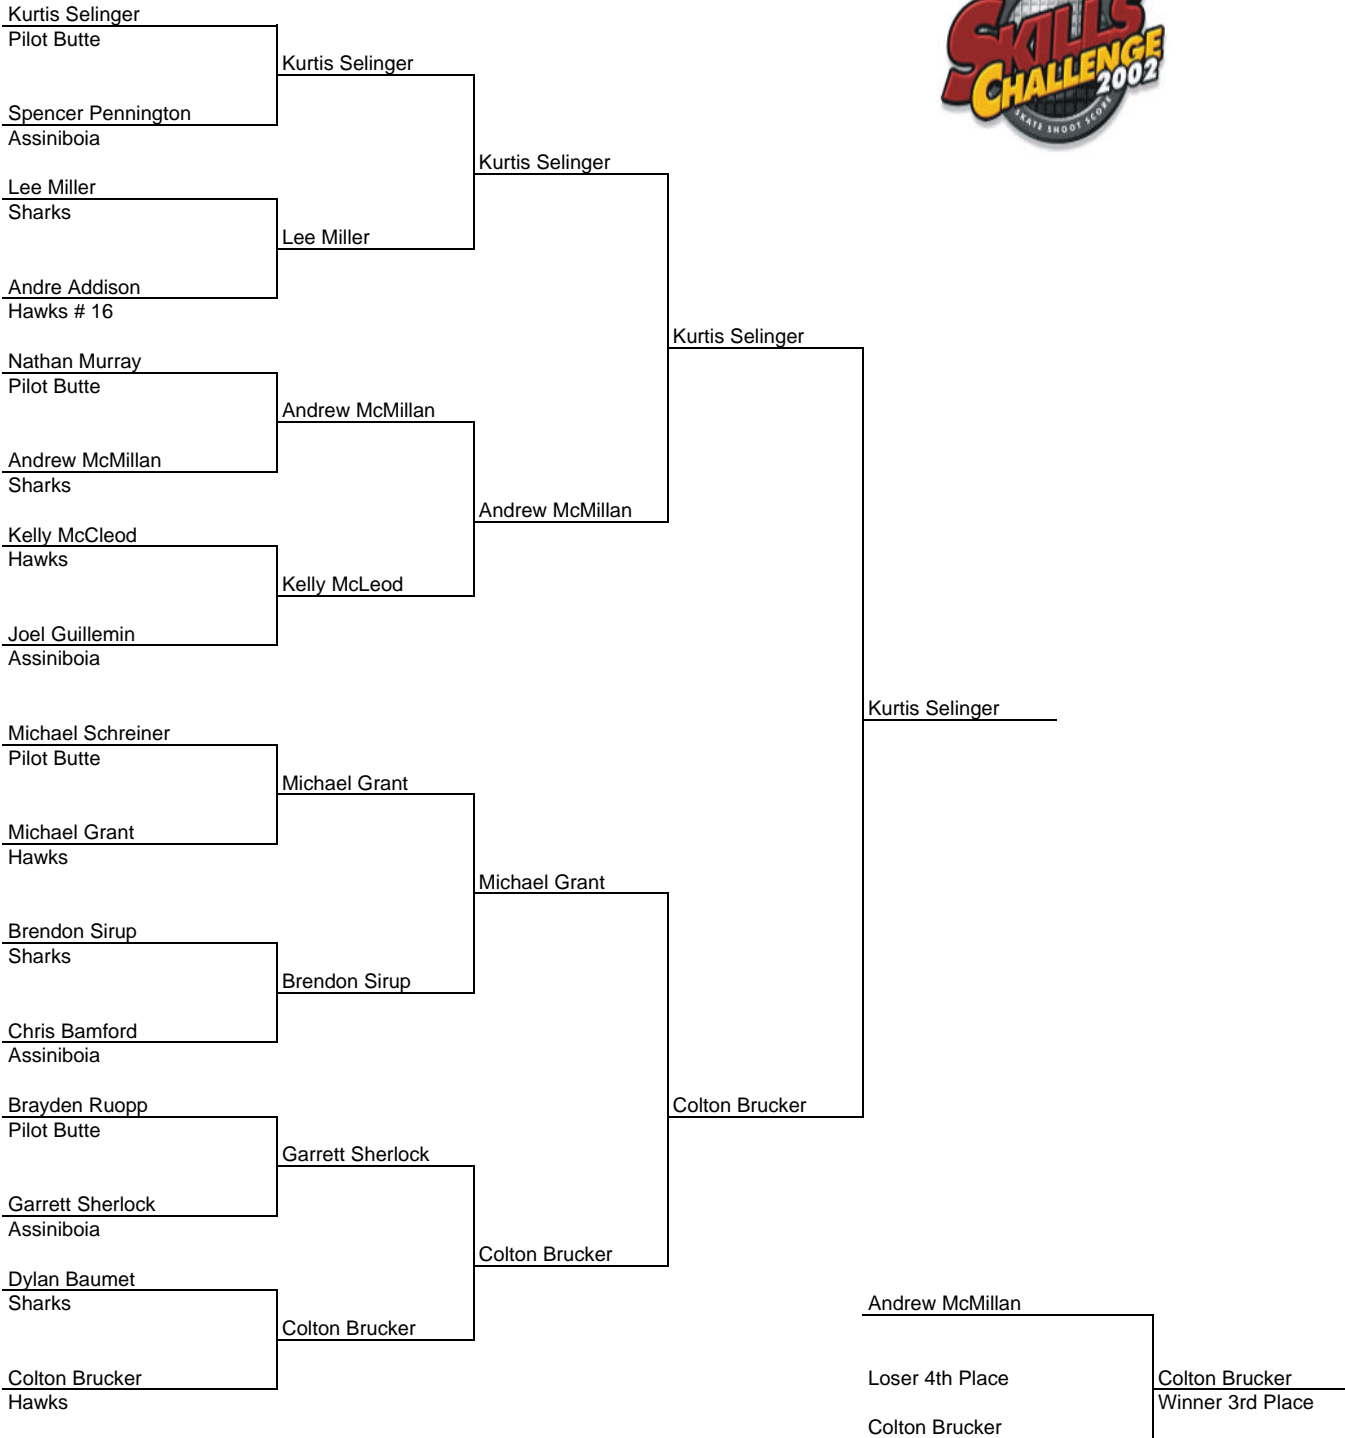 SKILLS
CHALLENGE
2002
SKATE SHOOT SCORE
Kurtis Selinger
Pilot Butte
Kurtis Selinger
Spencer Pennington
Assiniboia
Kurtis Selinger
Lee Miller
Sharks
Lee Miller
Andre Addison
Hawks # 16
Kurtis Selinger
Nathan Murray
Pilot Butte
Andrew McMillan
Andrew McMillan
Sharks
Andrew McMillan
Kelly McCleod
Hawks
Kelly McLeod
Joel Guillemin
Assiniboia
Kurtis Selinger
Michael Schreiner
Pilot Butte
Michael Grant
Michael Grant
Hawks
Michael Grant
Brendon Sirup
Sharks
Brendon Sirup
Chris Bamford
Assiniboia
Brayden Ruopp
Colton Brucker
Pilot Butte
Garrett Sherlock
Garrett Sherlock
Assiniboia
Colton Brucker
Dylan Baumet
Sharks
Andrew McMillan
Colton Brucker
Colton Brucker
Loser 4th Place
Colton Brucker
Hawks
Winner 3rd Place
Colton Brucker